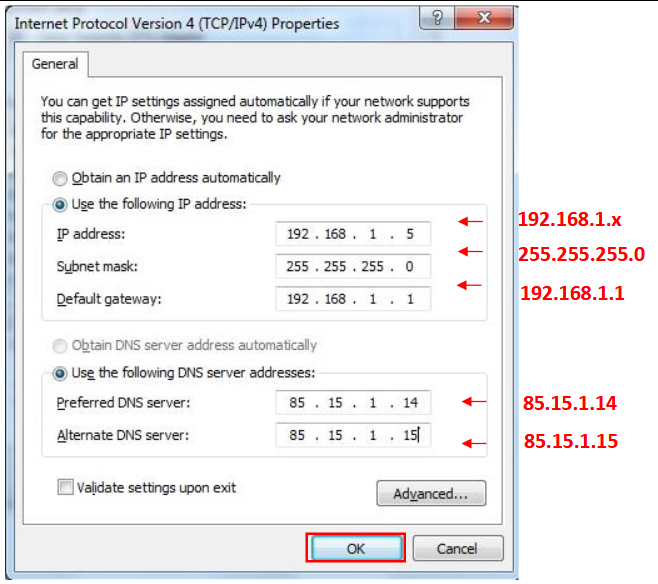 Internet Protocol Version 4 (TCP/IPv4) Properties
?
General
You can get IP settings assigned automatically if your network supports
this capability. Otherwise, you need to ask your network administrator
for the appropriate IP settings.
Obtain an IP address automatically
Use the following IP address:
IP address: 192 . 168 . 1 . 5
192.168.1.x
Subnet mask: 255 . 255 . 255 . 0
255.255.255.0
Default gateway: 192 . 168 . 1 . 1
192.168.1.1
Obtain DNS server address automatically
Use the following DNS server addresses:
Preferred DNS server: 85 . 15 . 1 . 14
85.15.1.14
Alternate DNS server: 85 . 15 . 1 . 15
85.15.1.15
Validate settings upon exit
Advanced...
OK Cancel